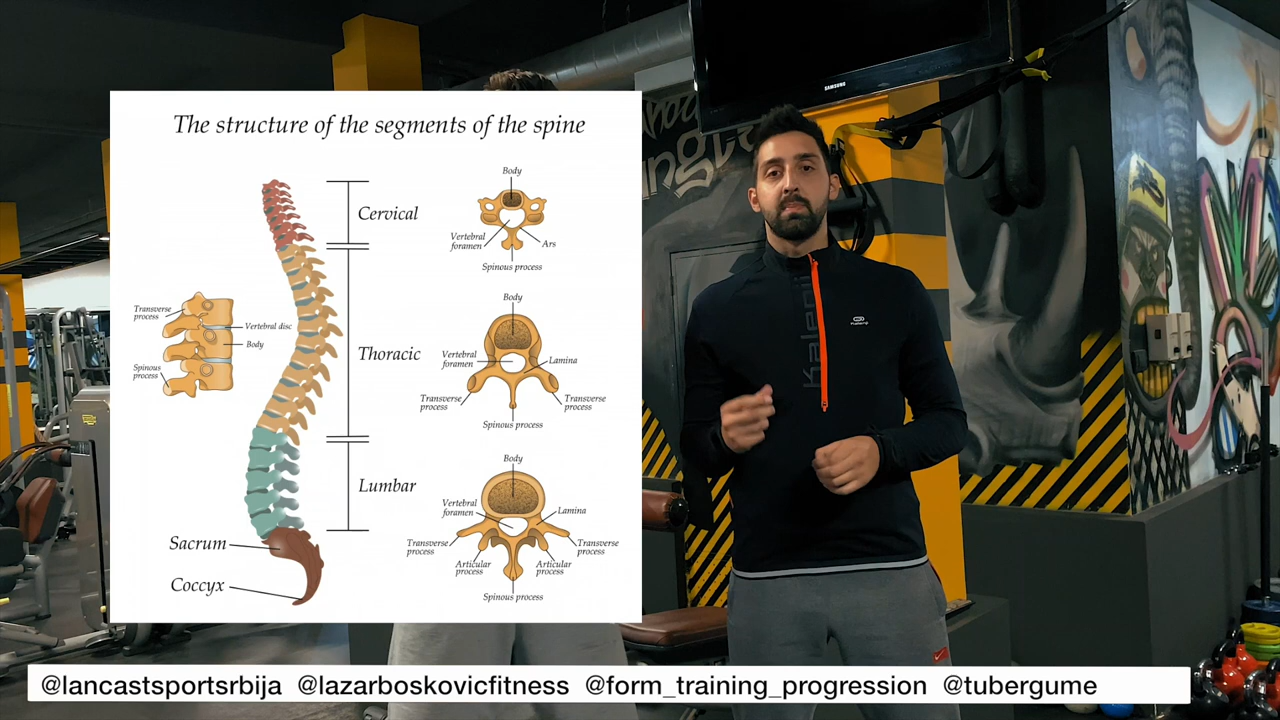 The structure of the segments of the spine
Cervical
Thoracic
Lumbar
Sacrum
Coccyx
Transverse
process
Vertebral disc
Body
Spinous
process
Body
Vertebral
foramen
Ars
Spinous process
Body
Vertebral
foramen
Lamina
Transverse
process
Transverse
process
Spinous process
Body
Vertebral
foramen
Lamina
Transverse
process
Transverse
process
Articular
process
Articular
process
Spinous process
SAMSUNG
Kalenji
kalenji
@lancastsportsrbija @lazarboskovicfitness @form_training_progression @tubergume